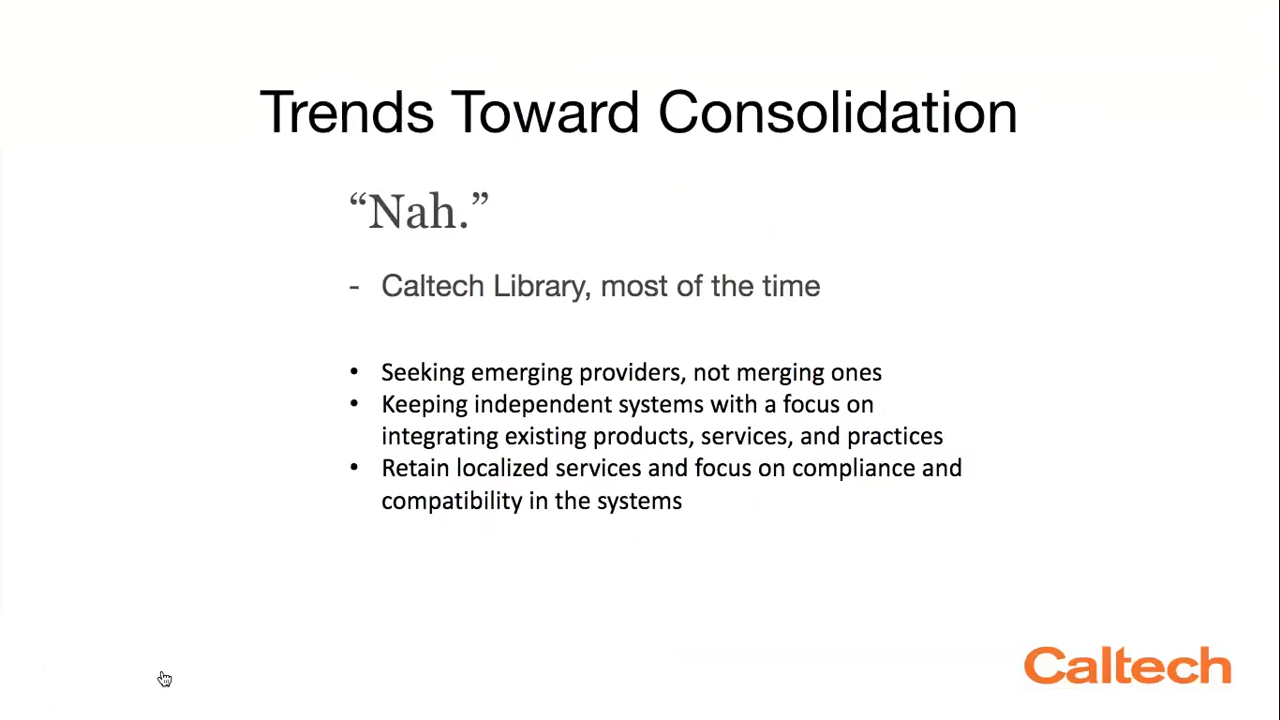 Trends Toward Consolidation
“Nah.”
- Caltech Library, most of the time
• Seeking emerging providers, not merging ones
• Keeping independent systems with a focus on
integrating existing products, services, and practices
• Retain localized services and focus on compliance and
compatibility in the systems
Caltech